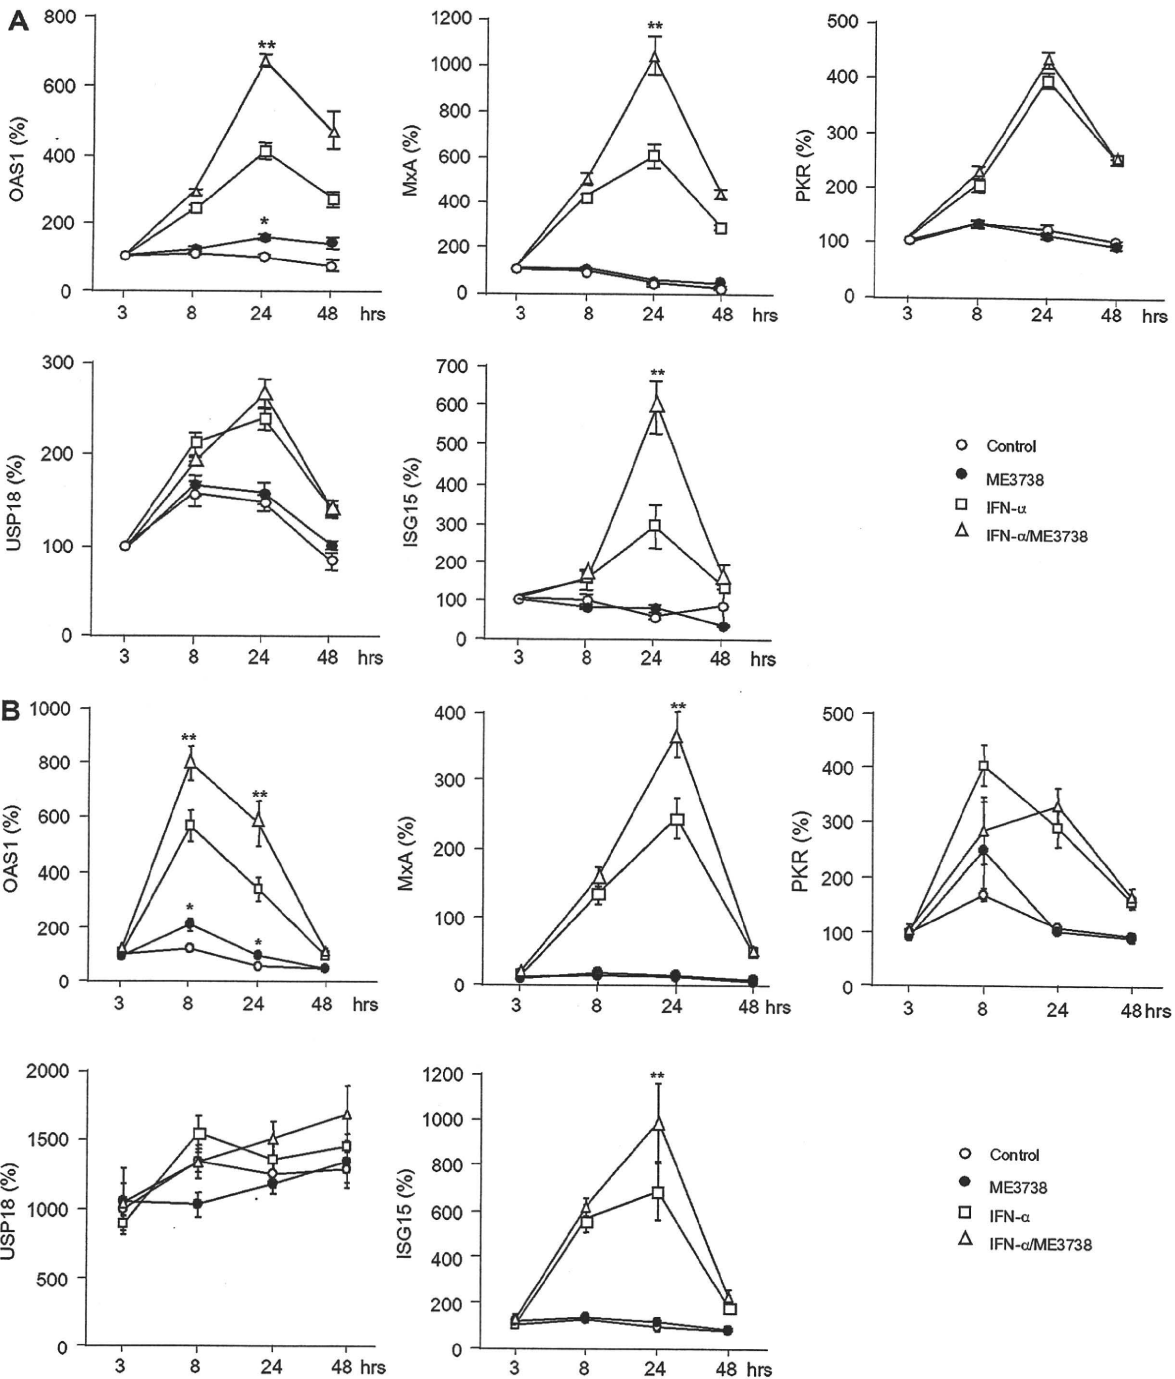 A
OAS1 (%)
800
600
400
200
0
**
*
3 8 24 48 hrs
MxA (%)
1200
1000
800
600
400
200
0
**
3 8 24 48 hrs
PKR (%)
500
400
300
200
100
0
3 8 24 48 hrs
USP18 (%)
300
200
100
0
3 8 24 48 hrs
ISG15 (%)
700
600
500
400
300
200
100
0
**
3 8 24 48 hrs
Control
ME3738
IFN-α
IFN-α/ME3738
B
OAS1 (%)
1000
800
600
400
200
0
**
**
*
*
3 8 24 48 hrs
MxA (%)
400
300
200
100
0
**
3 8 24 48 hrs
PKR (%)
500
400
300
200
100
0
3 8 24 48 hrs
USP18 (%)
2000
1500
1000
500
0
3 8 24 48 hrs
ISG15 (%)
1200
1000
800
600
400
200
0
**
3 8 24 48 hrs
Control
ME3738
IFN-α
IFN-α/ME3738